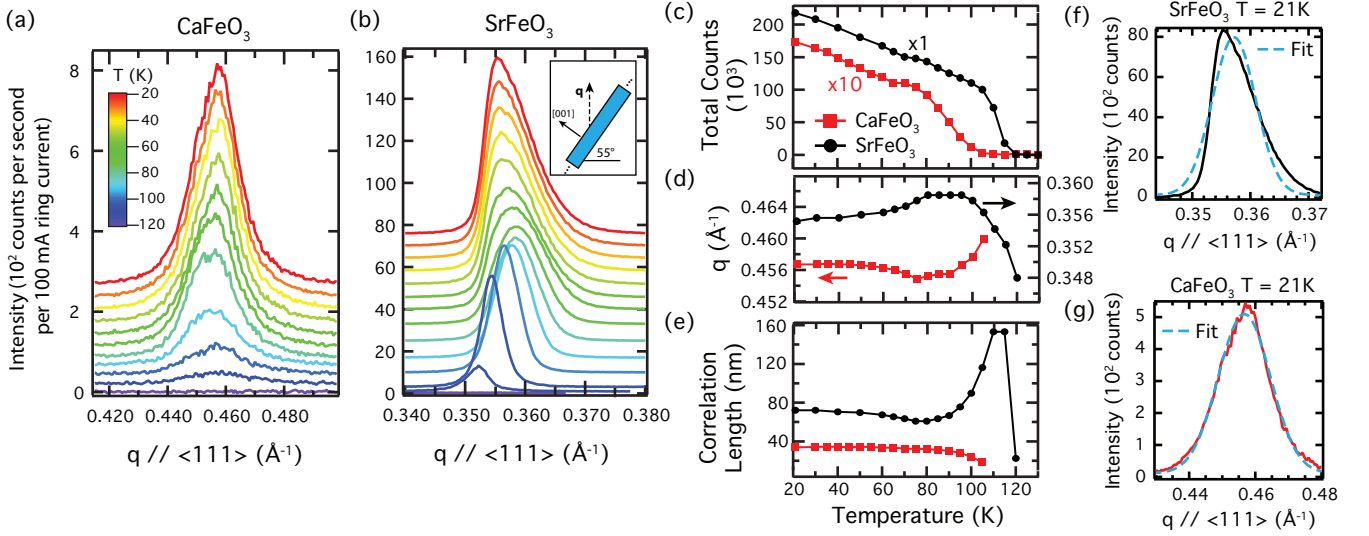 (a)
CaFeO3
Intensity (10² counts per second
per 100 mA ring current)
8
6
4
2
0
T (K)
20
40
60
80
100
120
0.420
0.440
0.460
0.480
q // <111> (Å⁻¹)
(b)
SrFeO3
160
140
120
100
80
60
40
20
0
q
[001]
55°
0.340
0.350
0.360
0.370
0.380
q // <111> (Å⁻¹)
(c)
Total Counts
(10³)
200
150
100
50
0
x1
x10
CaFeO3
SrFeO3
(d)
q (Å⁻¹)
0.464
0.460
0.456
0.452
0.360
0.356
0.352
0.348
(e)
Correlation
Length (nm)
160
120
80
40
20
40
60
80
100
120
Temperature (K)
(f)
SrFeO3 T = 21K
Intensity (10² counts)
80
60
40
20
0
Fit
0.35
0.36
0.37
q // <111> (Å⁻¹)
(g)
CaFeO3 T = 21K
Intensity (10² counts)
5
4
3
2
1
0
Fit
0.44
0.46
0.48
q // <111> (Å⁻¹)